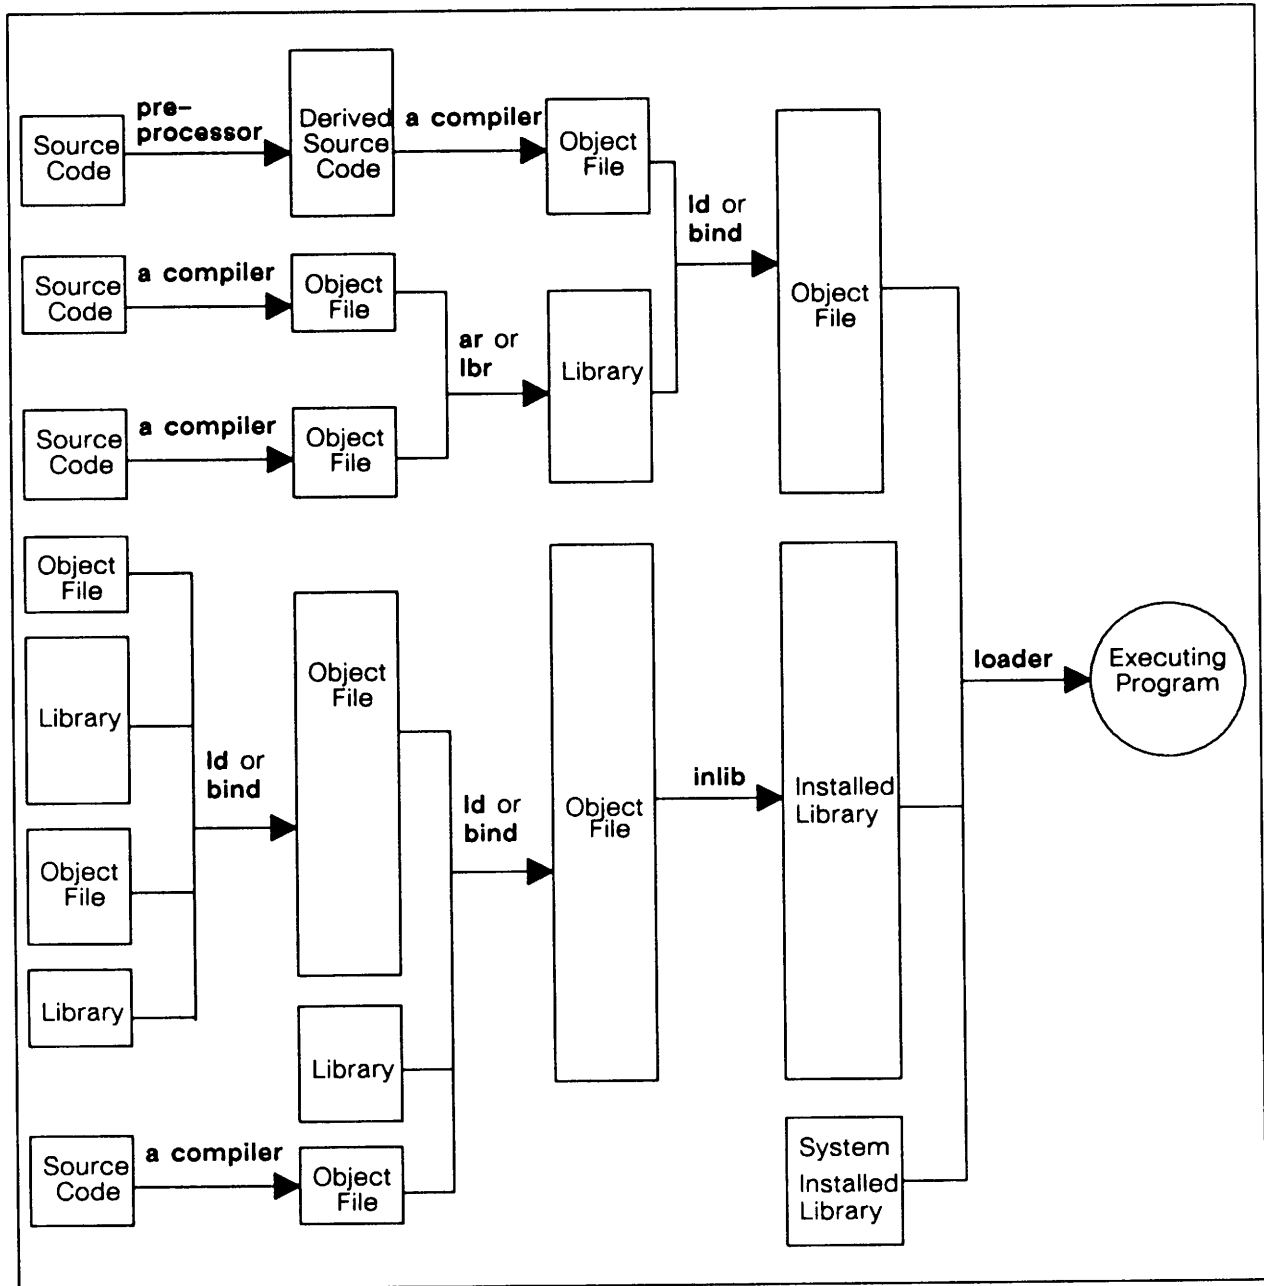 pre–
processor
Source
Code
Derived
Source
Code
a compiler
Object
File
ld or
bind
Object
File
Source
Code
a compiler
Object
File
ar or
lbr
Library
Source
Code
a compiler
Object
File
Object
File
Library
Object
File
Library
ld or
bind
Object
File
Library
Source
Code
a compiler
Object
File
ld or
bind
Object
File
inlib
Installed
Library
System
Installed
Library
loader
Executing
Program